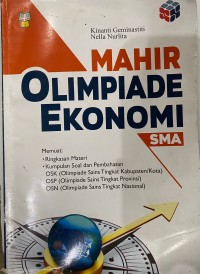 Kinanti Geminastiti
Nella Nurlita
MAHIR
OLIMPIADE
EKONOMI
SMA
Memuat:
• Ringkasan Materi
• Kumpulan Soal dan Pembahasan
OSK (Olimpiade Sains Tingkat Kabupaten/Kota)
OSP (Olimpiade Sains Tingkat Provinsi)
OSN (Olimpiade Sains Tingkat Nasional)